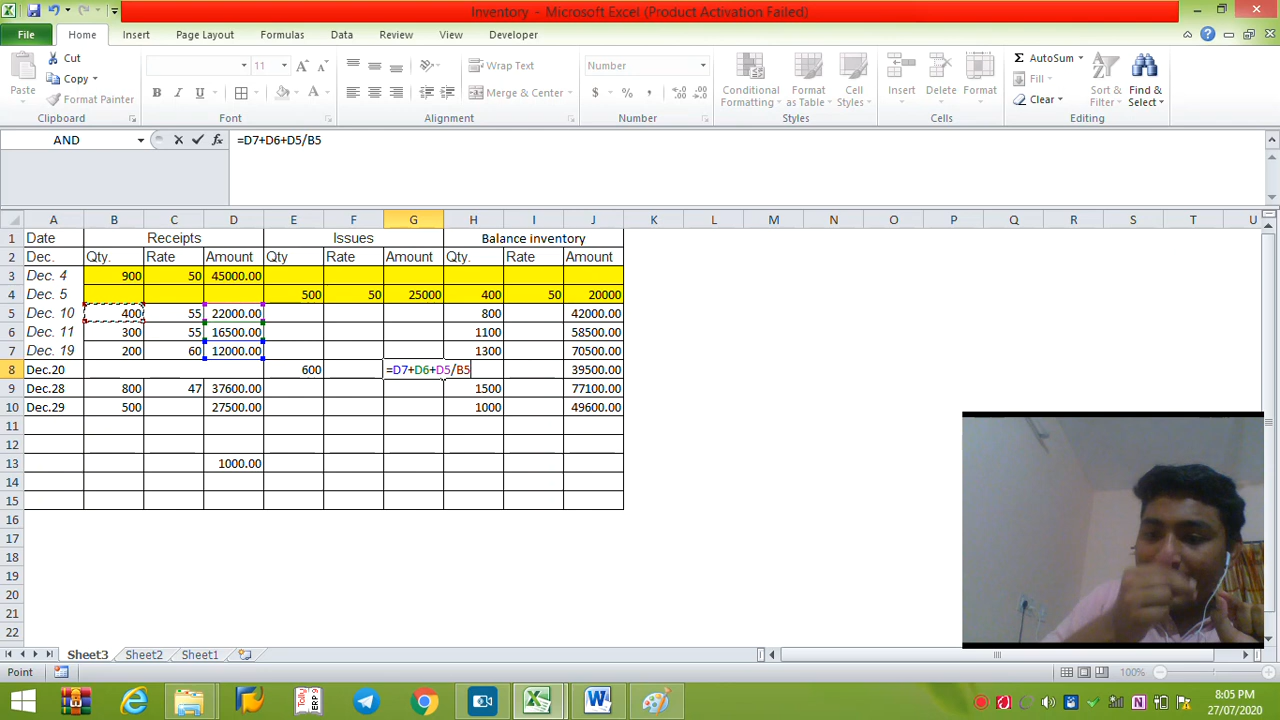 Inventory - Microsoft Excel (Product Activation Failed)
File Home Insert Page Layout Formulas Data Review View Developer
Paste Cut Copy Format Painter Clipboard
11 B I U A A A Font
Wrap Text Merge & Center Alignment
Number $ % , .0 .00 .00 .0 Number
Conditional Formatting Format as Table Cell Styles Styles
Insert Delete Format Cells
Σ AutoSum Fill Clear Sort & Filter Find & Select Editing
AND fx =D7+D6+D5/B5
A B C D E F G H I J K L M N O P Q R S T U
1 Date Receipts Issues Balance inventory
2 Dec. Qty. Rate Amount Qty Rate Amount Qty. Rate Amount
3 Dec. 4 900 50 45000.00
4 Dec. 5 500 50 25000 400 50 20000
5 Dec. 10 400 55 22000.00 800 42000.00
6 Dec. 11 300 55 16500.00 1100 58500.00
7 Dec. 19 200 60 12000.00 1300 70500.00
8 Dec.20 600 =D7+D6+D5/B5 39500.00
9 Dec.28 800 47 37600.00 1500 77100.00
10 Dec.29 500 27500.00 1000 49600.00
11
12
13 1000.00
14
15
16
17
18
19
20
21
22
Sheet3 Sheet2 Sheet1
Point 100%
Tally ERP 9
8:05 PM
27/07/2020